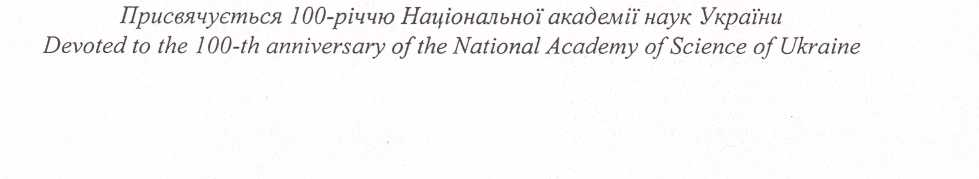 Присвячується 100-річчю Національної академії наук України
Devoted to the 100-th anniversary of the National Academy of Science of Ukraine